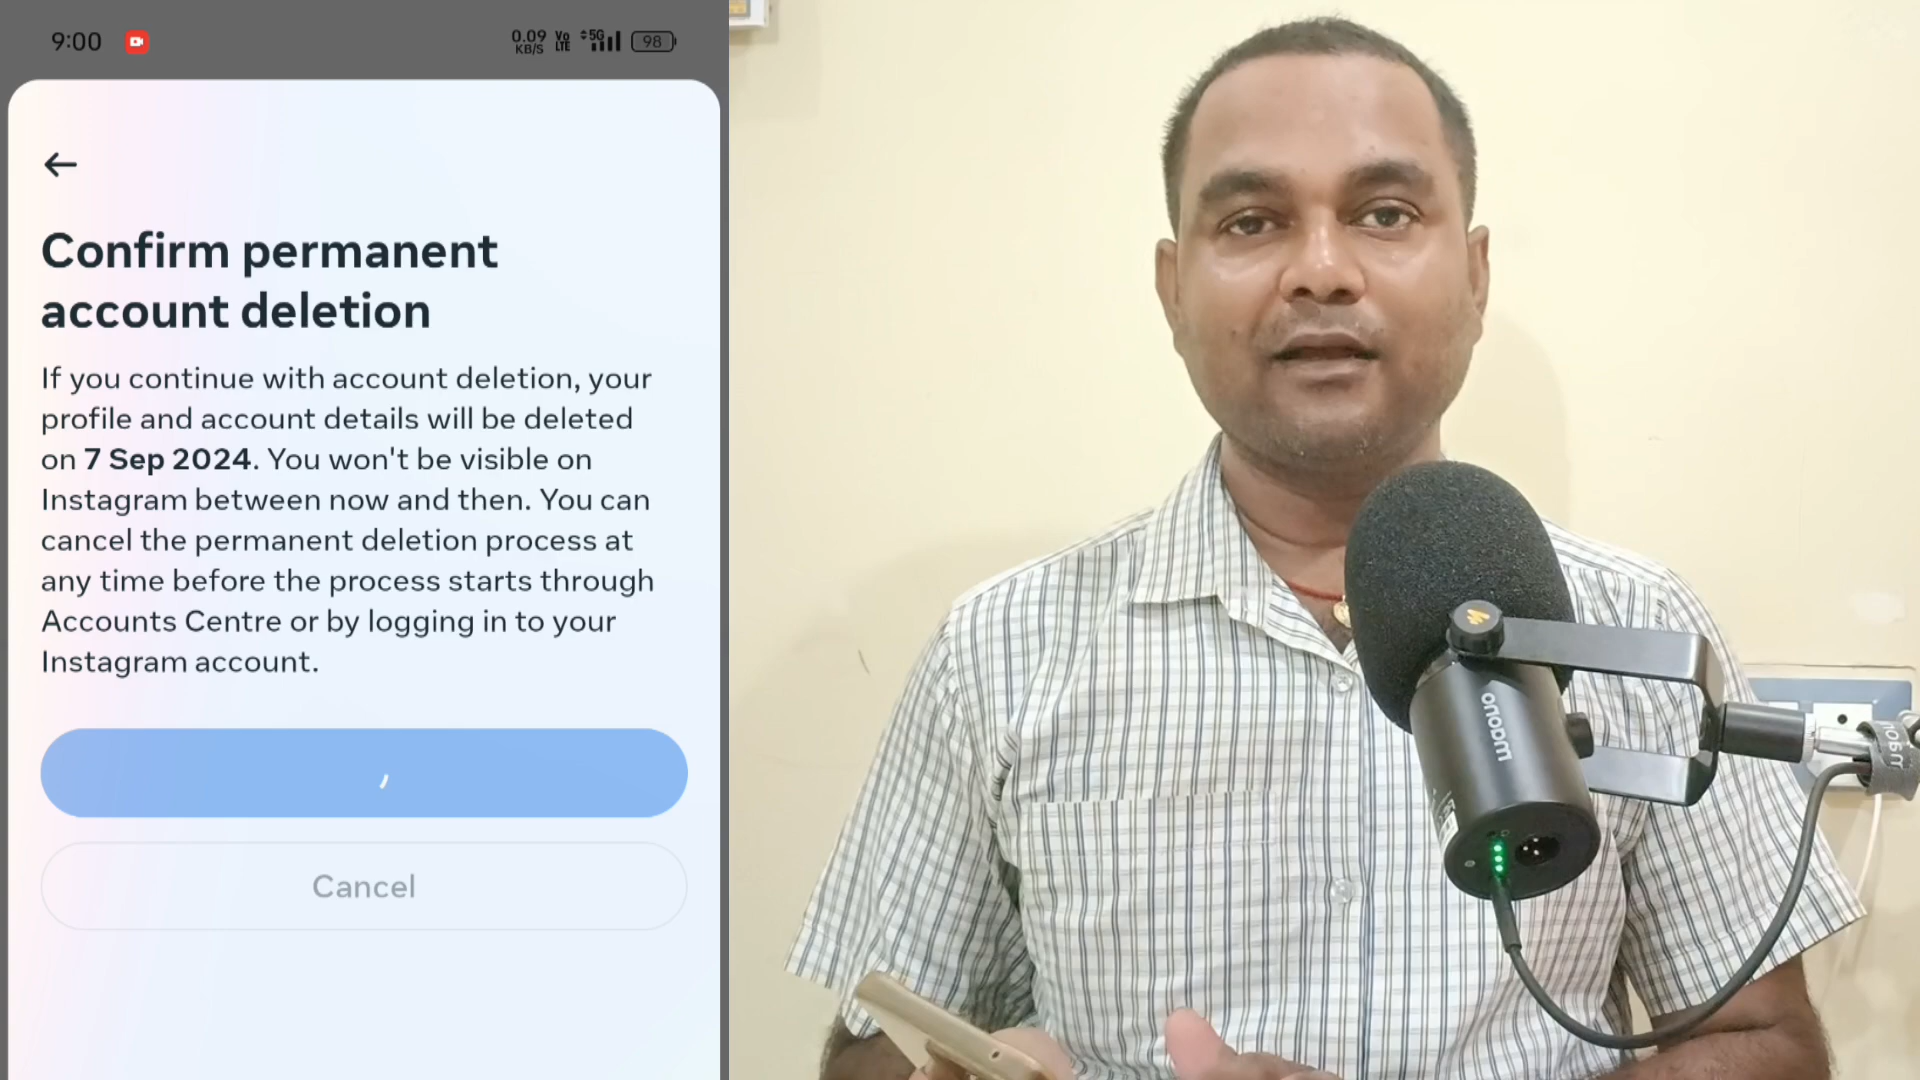 9:00
0.09
KB/S
Vo
LTE
5G
98
Confirm permanent
account deletion
If you continue with account deletion, your
profile and account details will be deleted
on 7 Sep 2024. You won't be visible on
Instagram between now and then. You can
cancel the permanent deletion process at
any time before the process starts through
Accounts Centre or by logging in to your
Instagram account.
Cancel
maono